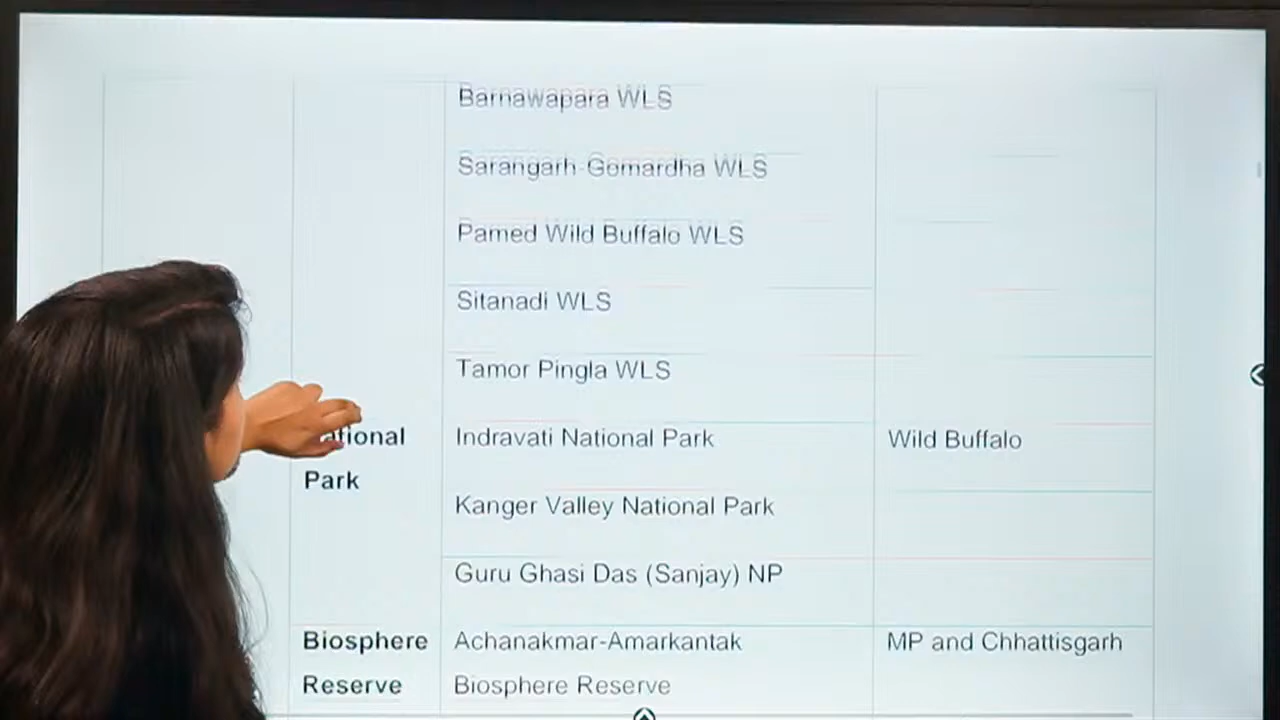 Barnawapara WLS
Sarangarh-Gomardha WLS
Pamed Wild Buffalo WLS
Sitanadi WLS
Tamor Pingla WLS
National Indravati National Park Wild Buffalo
Park
Kanger Valley National Park
Guru Ghasi Das (Sanjay) NP
Biosphere Achanakmar-Amarkantak MP and Chhattisgarh
Reserve Biosphere Reserve